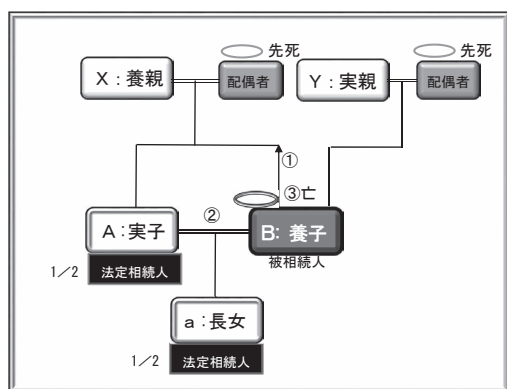 先死
先死
X：養親
配偶者
Y：実親
配偶者
①
③亡
②
A：実子
B：養子
1／2
法定相続人
被相続人
a：長女
1／2
法定相続人